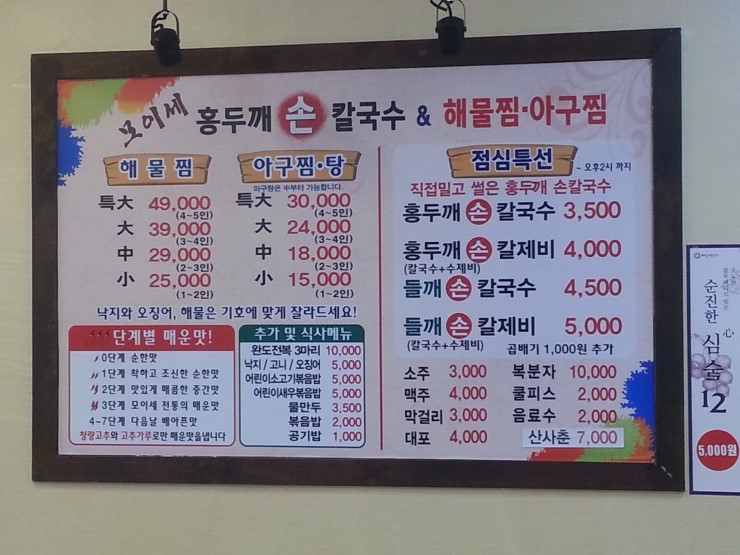 모이세 홍두깨 손 칼국수 & 해물찜·아구찜
해물찜
특大 49,000
(4~5인)
大 39,000
(3~4인)
中 29,000
(2~3인)
小 25,000
(1~2인)
아구찜·탕
아구탕은 中부터 가능합니다.
특大 30,000
(4~5인)
大 24,000
(3~4인)
中 18,000
(2~3인)
小 15,000
(1~2인)
낙지와 오징어, 해물은 기호에 맞게 잘라드세요!
단계별 매운맛!
0단계 순한맛
1단계 착하고 조신한 순한맛
2단계 맛있게 매콤한 중간맛
3단계 모이세 전통의 매운맛
4~7단계 다음날 배아픈맛
청량고추와 고추가루로만 매운맛을냅니다
추가 및 식사메뉴
완도전복 3마리 10,000
낙지 / 고니 / 오징어 5,000
어린이소고기볶음밥 5,000
어린이새우볶음밥 5,000
물만두 3,500
볶음밥 2,000
공기밥 1,000
점심특선 ~ 오후2시 까지
직접밀고 썰은 홍두깨 손칼국수
홍두깨 손 칼국수 3,500
홍두깨 손 칼제비 4,000
(칼국수+수제비)
들깨 손 칼국수 4,500
들깨 손 칼제비 5,000
(칼국수+수제비) 곱배기 1,000원 추가
소주 3,000
맥주 4,000
막걸리 3,000
대포 4,000
복분자 10,000
쿨피스 2,000
음료수 2,000
산사춘 7,000
순진한 心
심술
12
5,000원